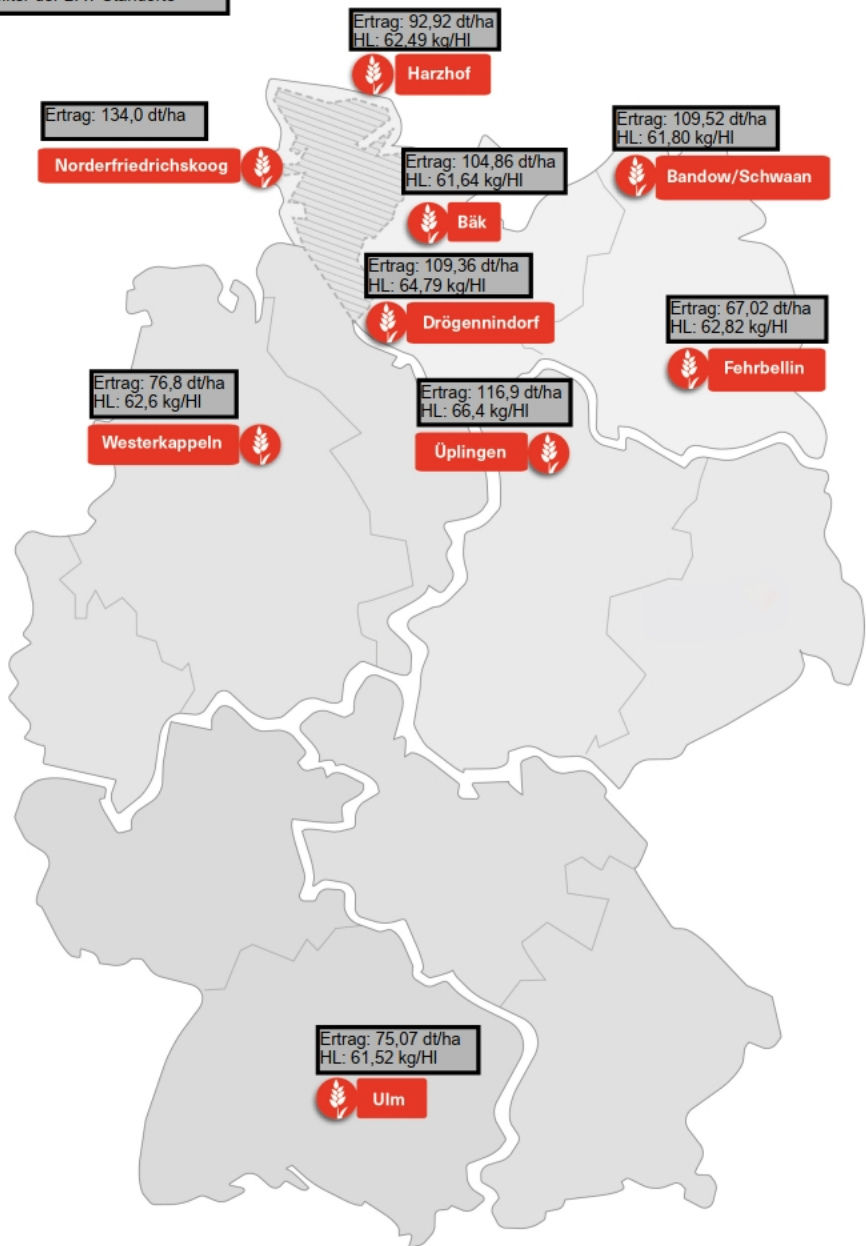 der Standorte
Ertrag: 92,92 dt/ha
HL: 62,49 kg/Hl
Harzhof
Ertrag: 134,0 dt/ha
Norderfriedrichskoog
Ertrag: 109,52 dt/ha
HL: 61,80 kg/Hl
Bandow/Schwaan
Ertrag: 104,86 dt/ha
HL: 61,64 kg/Hl
Bäk
Ertrag: 109,36 dt/ha
HL: 64,79 kg/Hl
Drögennindorf
Ertrag: 67,02 dt/ha
HL: 62,82 kg/Hl
Fehrbellin
Ertrag: 76,8 dt/ha
HL: 62,6 kg/Hl
Westerkappeln
Ertrag: 116,9 dt/ha
HL: 66,4 kg/Hl
Üplingen
Ertrag: 75,07 dt/ha
HL: 61,52 kg/Hl
Ulm